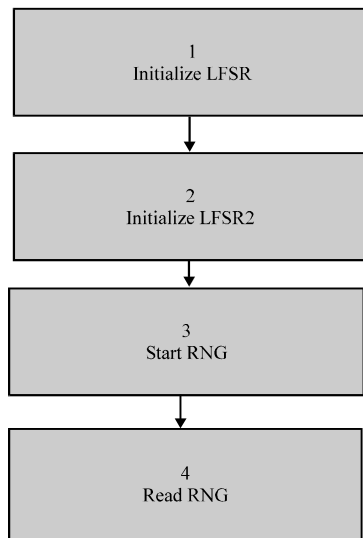 1
Initialize LFSR
2
Initialize LFSR2
3
Start RNG
4
Read RNG